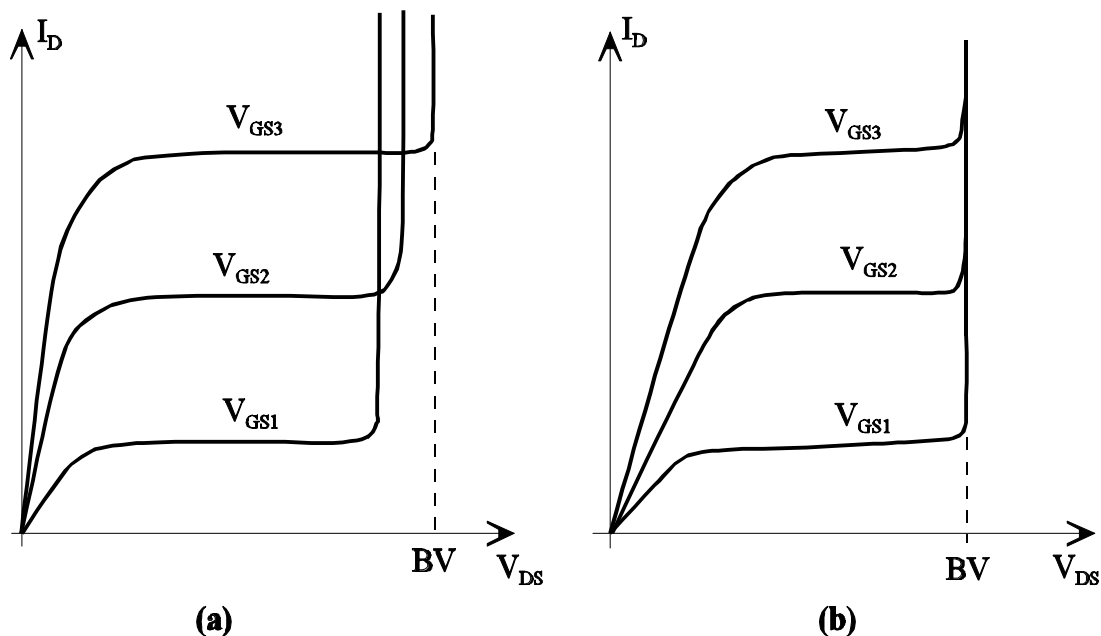 I_D
V_GS3
V_GS2
V_GS1
BV
V_DS
(a)
I_D
V_GS3
V_GS2
V_GS1
BV
V_DS
(b)